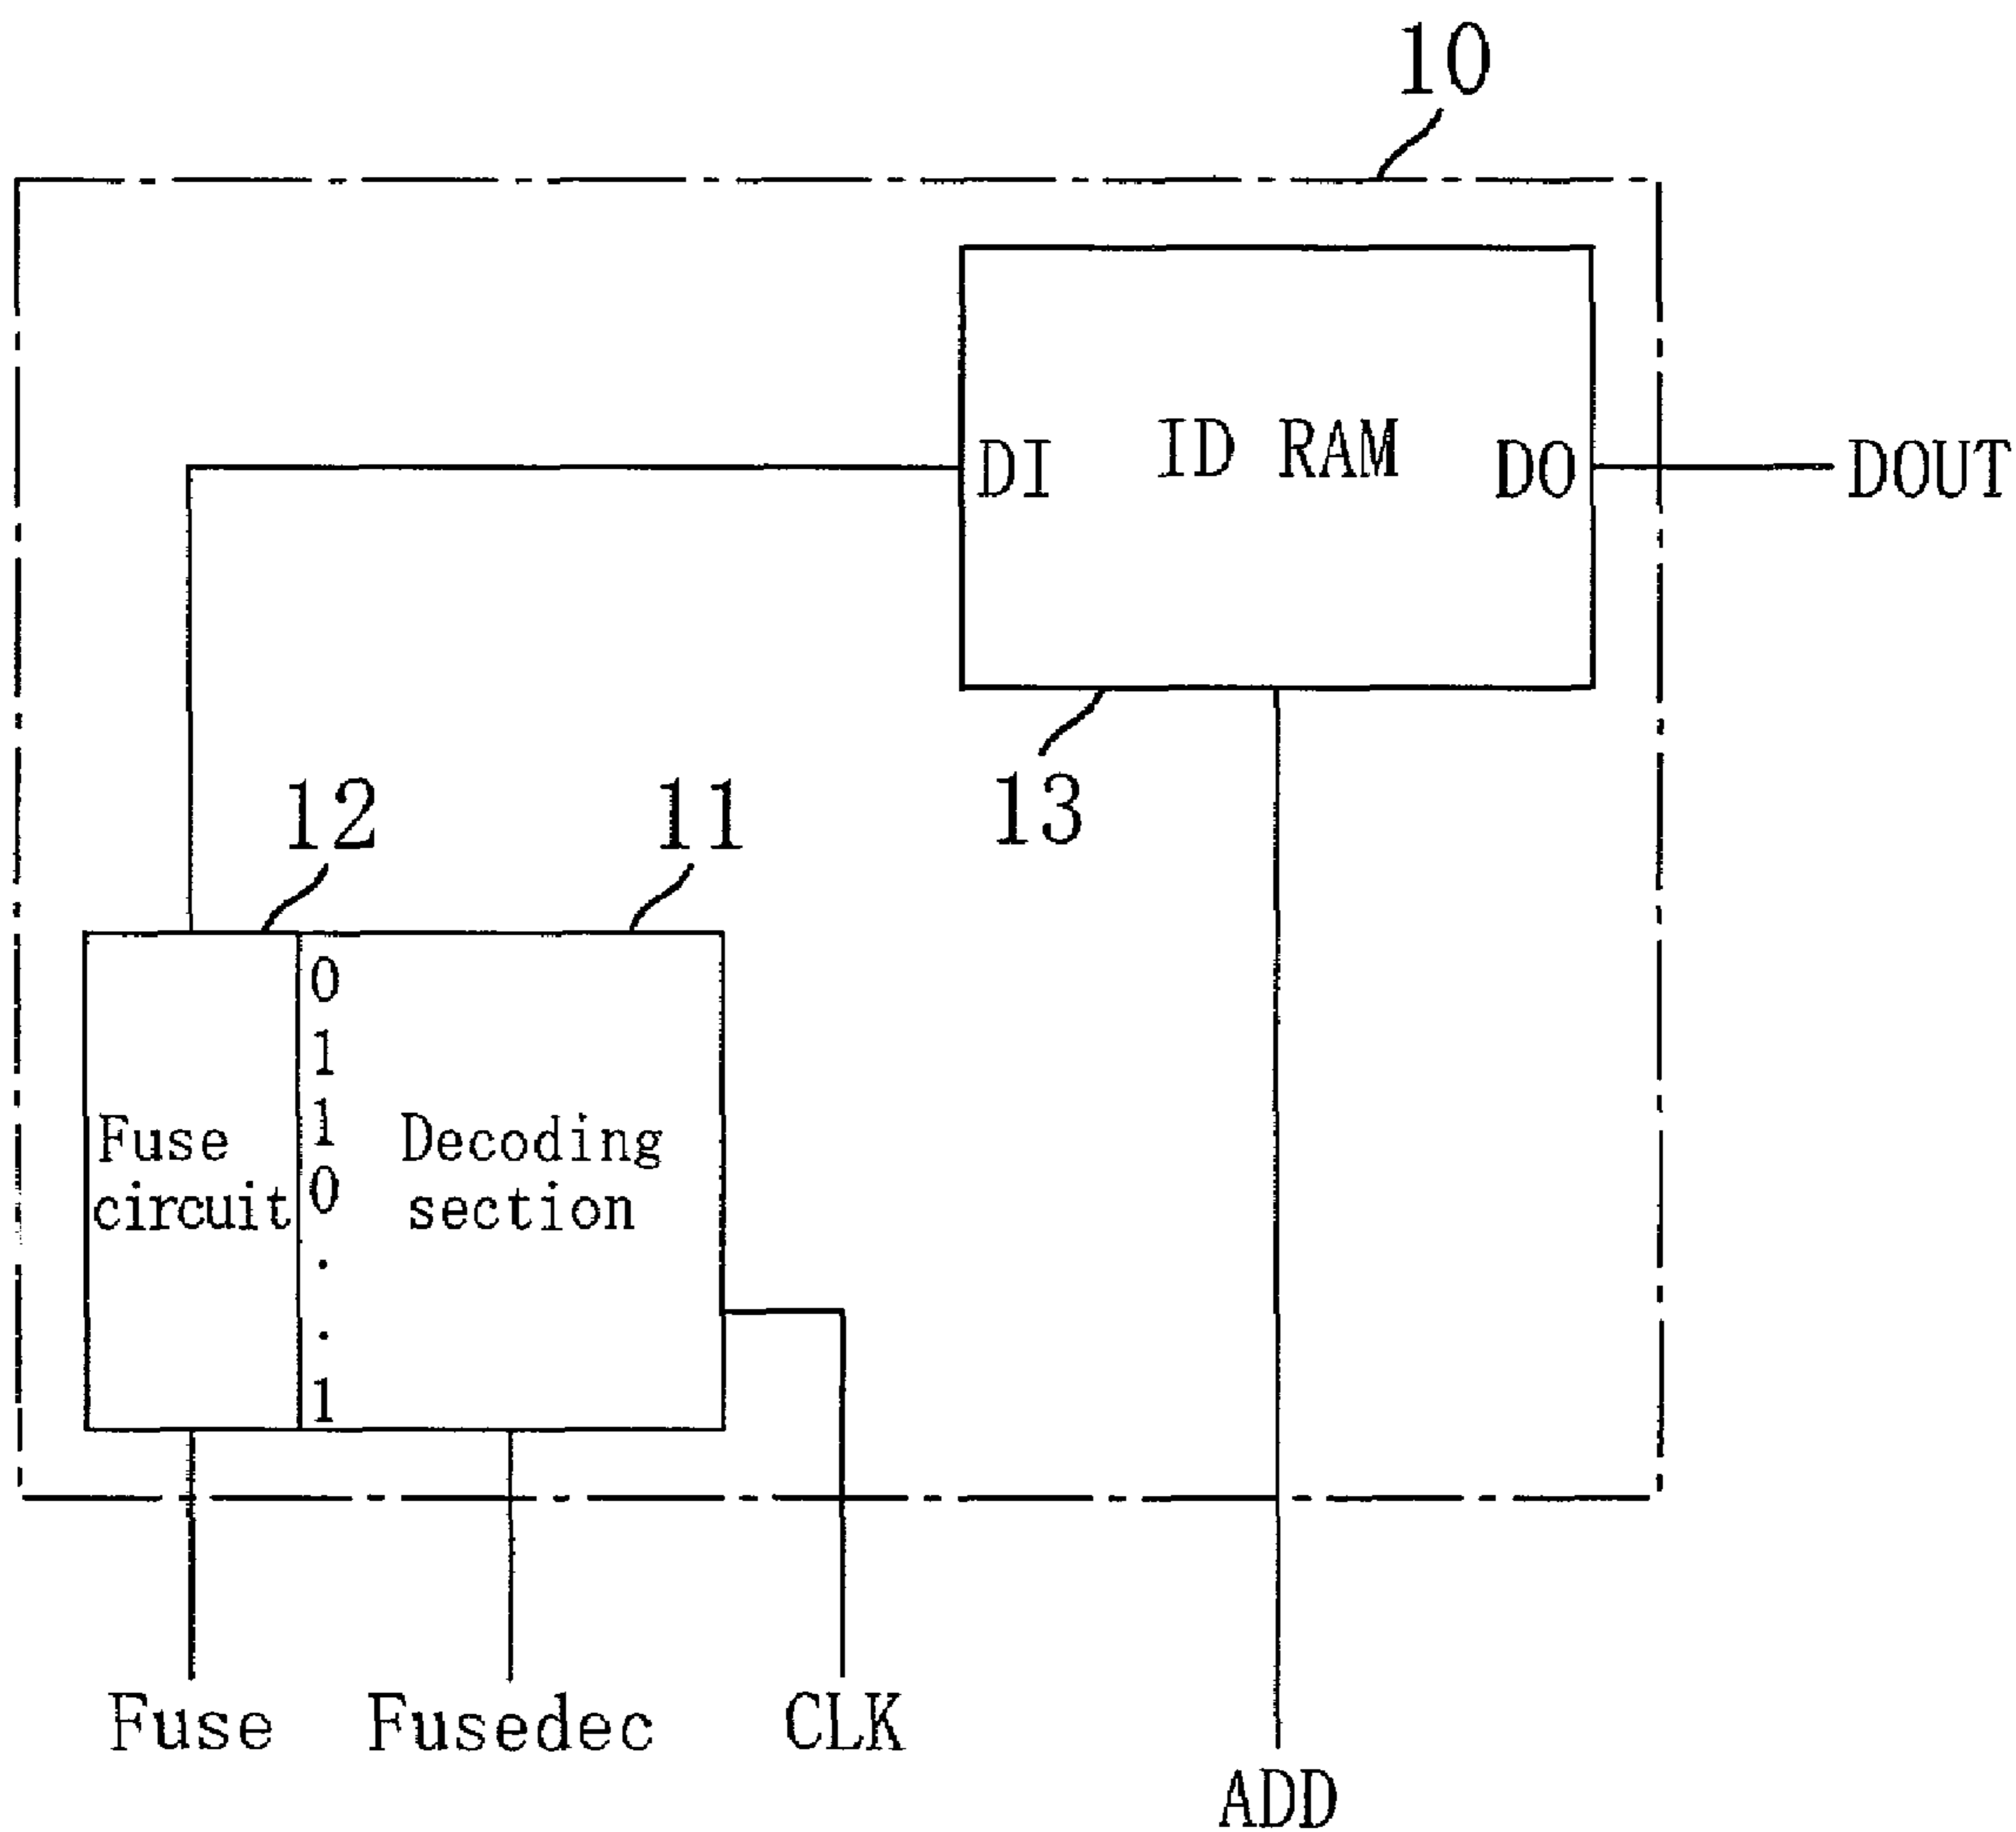 10
ID RAM
DI
DO
DOUT
12
11
13
0
1
1
0
.
.
1
Fuse
circuit
Decoding
section
Fuse
Fusedec
CLK
ADD